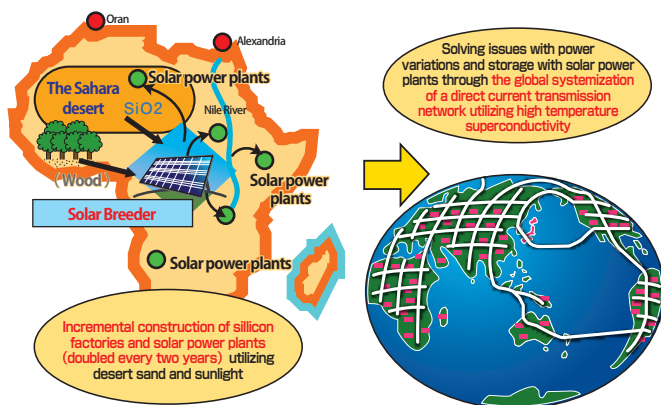 Oran
Alexandria
Solar power plants
The Sahara
desert
SiO2
Nile River
(Wood)
Solar power
plants
Solar Breeder
Solar power plants
Incremental construction of sillicon
factories and solar power plants
(doubled every two years) utilizing
desert sand and sunlight
Solving issues with power
variations and storage with solar power
plants through the global systemization
of a direct current transmission
network utilizing high temperature
superconductivity